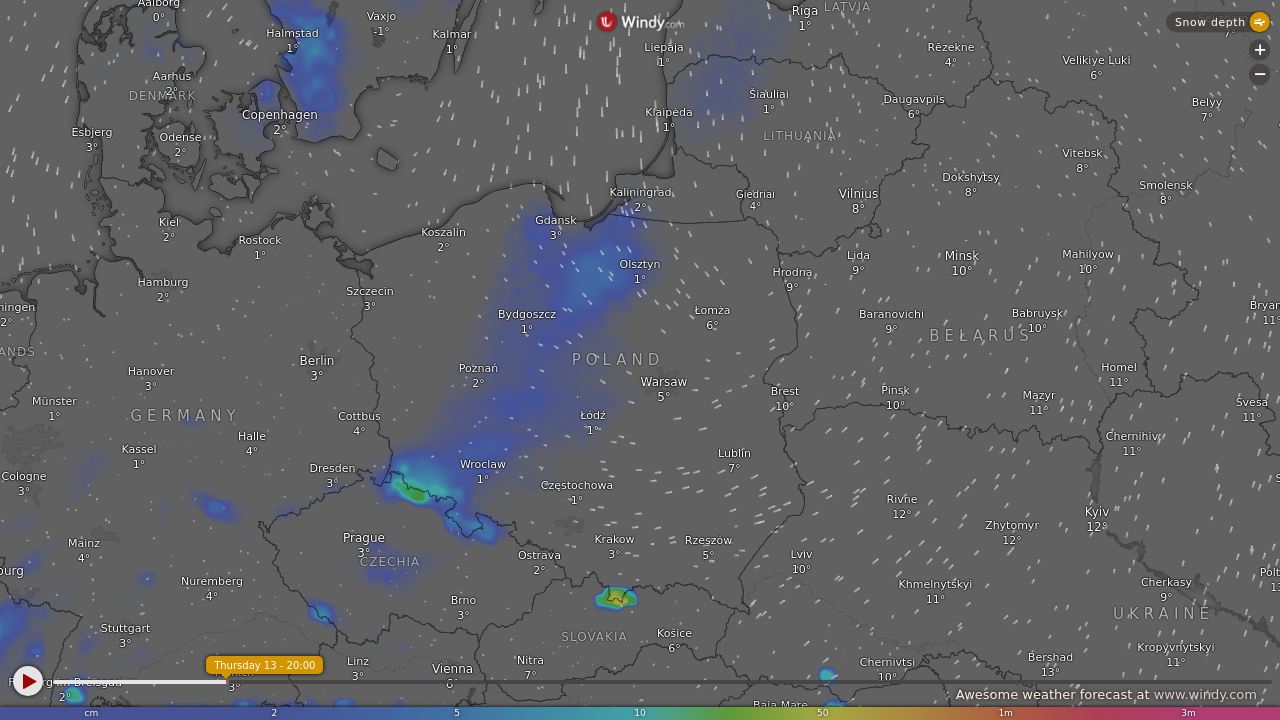 Aalborg
0°
Vaxjo
-1°
Halmstad
1°
Kalmar
1°
Windy.com
Riga
1°
LATVIA
Snow depth
7°
Liepāja
1°
Rēzekne
4°
Velikiye Luki
6°
Aarhus
2°
DENMARK
Copenhagen
2°
Šiauliai
1°
Klaipėda
1°
Daugavpils
6°
Belyy
7°
Esbjerg
3°
Odense
2°
LITHUANIA
Vitebsk
8°
Dokshytsy
8°
Smolensk
8°
Kaliningrad
2°
Giedriai
4°
Vilnius
8°
Kiel
2°
Rostock
1°
Koszalin
2°
Gdansk
3°
Olsztyn
1°
Lida
9°
Minsk
10°
Mahilyow
10°
Hrodna
9°
Hamburg
2°
Szczecin
3°
ningen
2°
Bydgoszcz
1°
Łomża
6°
Baranovichi
9°
Babruysk
10°
Bryan
11°
BELARUS
ANDS
Berlin
3°
POLAND
Hanover
3°
Poznań
2°
Warsaw
5°
Brest
10°
Pinsk
10°
Homel
11°
Mazyr
11°
Münster
1°
GERMANY
Cottbus
4°
Łódź
1°
Svesa
11°
Halle
4°
Kassel
1°
Chernihiv
11°
Lublin
7°
Cologne
3°
Dresden
3°
Wroclaw
1°
Częstochowa
1°
S
Rivne
12°
Kyiv
12°
Zhytomyr
12°
Mainz
4°
Prague
3°
CZECHIA
Ostrava
2°
Krakow
3°
Rzeszow
5°
Lviv
10°
burg
Nuremberg
4°
Khmelnytskyi
11°
Cherkasy
9°
Polt
13
Brno
3°
UKRAINE
Stuttgart
3°
SLOVAKIA
Košice
6°
Kropyvnytskyi
11°
Thursday 13 - 20:00
Linz
3°
Vienna
6°
Nitra
7°
Chernivtsi
10°
Bershad
13°
3°
im Breisgau
2°
Awesome weather forecast at www.windy.com
Baia Mare
cm 2 5 10 50 1m 3m